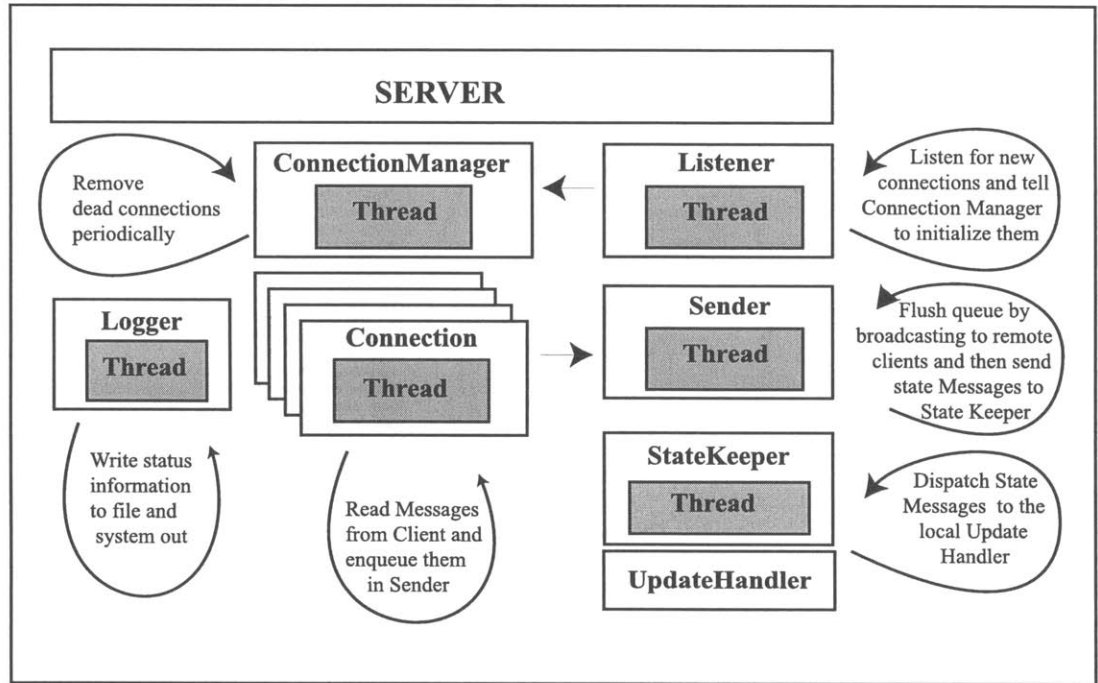 SERVER
ConnectionManager
Thread
Listener
Thread
Remove
dead connections
periodically
Listen for new
connections and tell
Connection Manager
to initialize them
Logger
Thread
Connection
Thread
Sender
Thread
Flush queue by
broadcasting to remote
clients and then send
state Messages to
State Keeper
Write status
information
to file and
system out
Read Messages
from Client and
enqueue them
in Sender
StateKeeper
Thread
UpdateHandler
Dispatch State
Messages to the
local Update
Handler